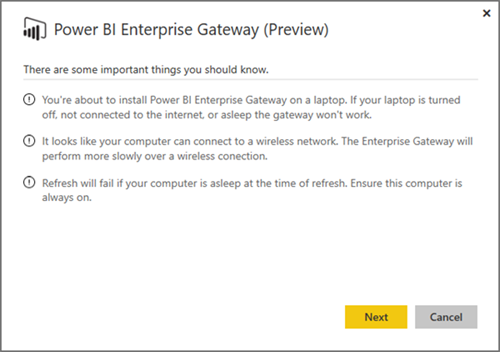 Power BI Enterprise Gateway (Preview)
There are some important things you should know.
You're about to install Power BI Enterprise Gateway on a laptop. If your laptop is turned
off, not connected to the internet, or asleep the gateway won't work.
It looks like your computer can connect to a wireless network. The Enterprise Gateway will
perform more slowly over a wireless conection.
Refresh will fail if your computer is asleep at the time of refresh. Ensure this computer is
always on.
Next
Cancel